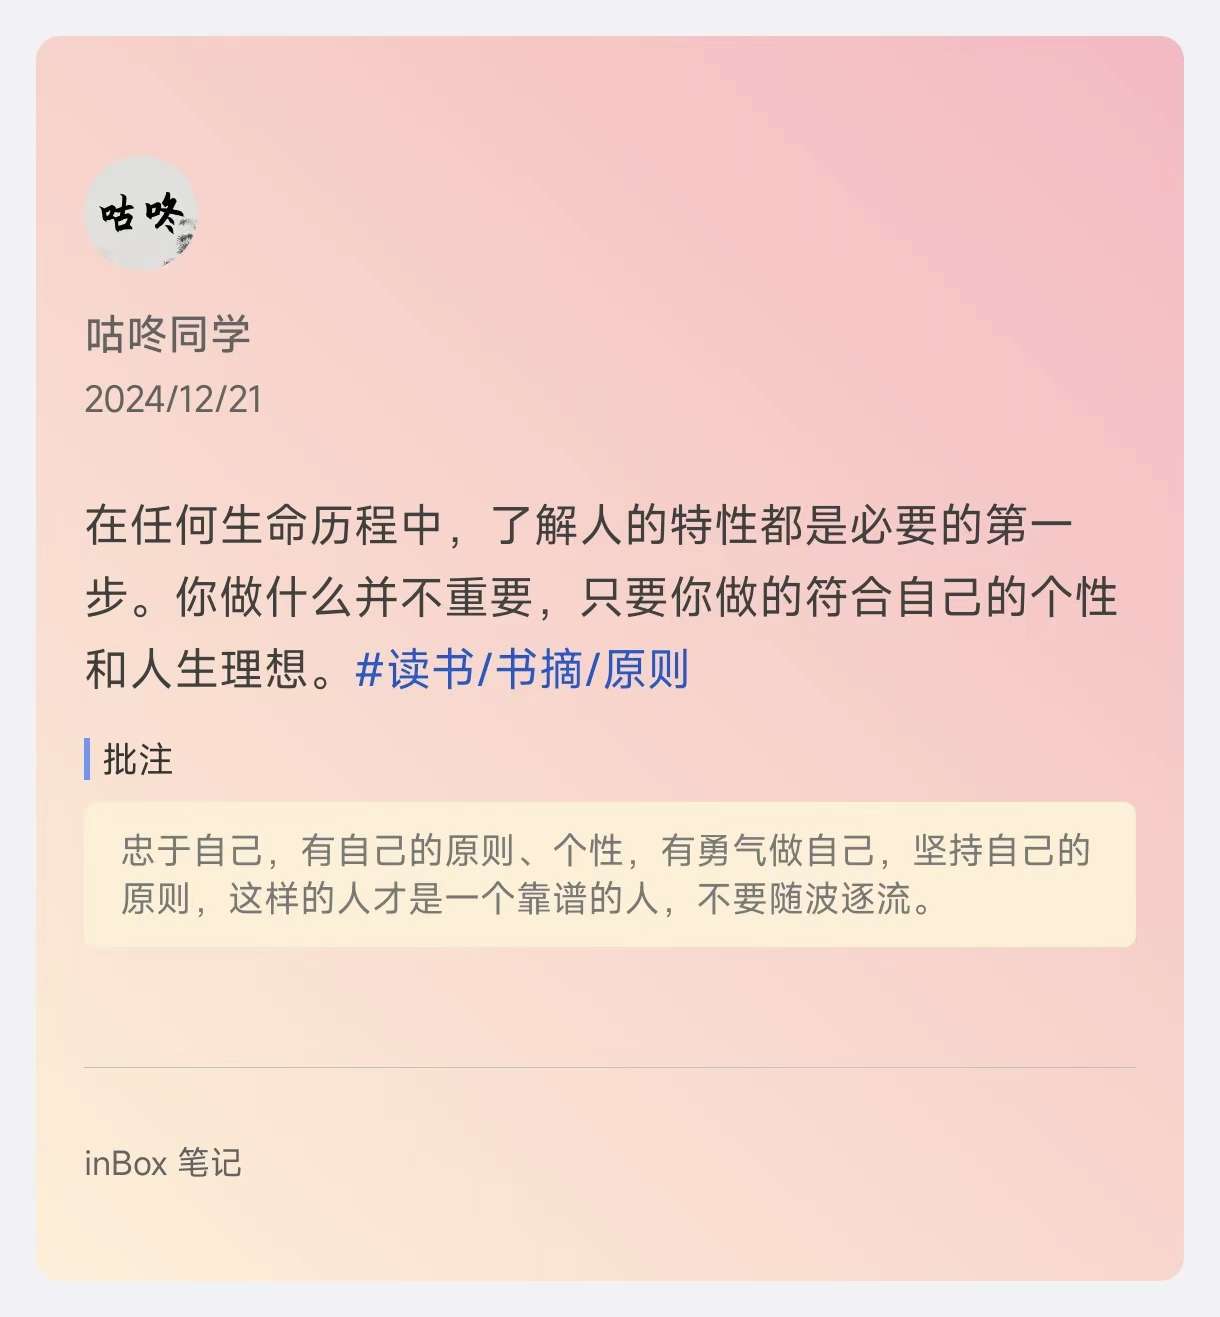 咕咚
咕咚同学
2024/12/21
在任何生命历程中，了解人的特性都是必要的第一
步。你做什么并不重要，只要你做的符合自己的个性
和人生理想。#读书/书摘/原则
批注
忠于自己，有自己的原则、个性，有勇气做自己，坚持自己的
原则，这样的人才是一个靠谱的人，不要随波逐流。
inBox 笔记